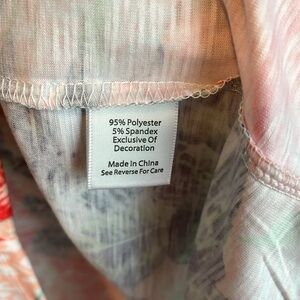 95% Polyester
5% Spandex
Exclusive Of
Decoration
Made in China
See Reverse For Care